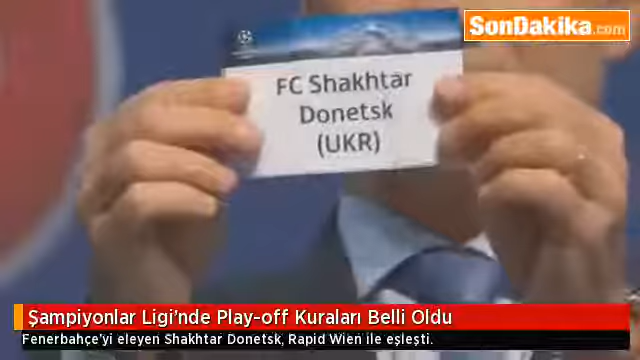 SonDakika.com
FC Shakhtar
Donetsk
(UKR)
Şampiyonlar Ligi'nde Play-off Kuraları Belli Oldu
Fenerbahçe'yi eleyen Shakhtar Donetsk, Rapid Wien ile eşleşti.